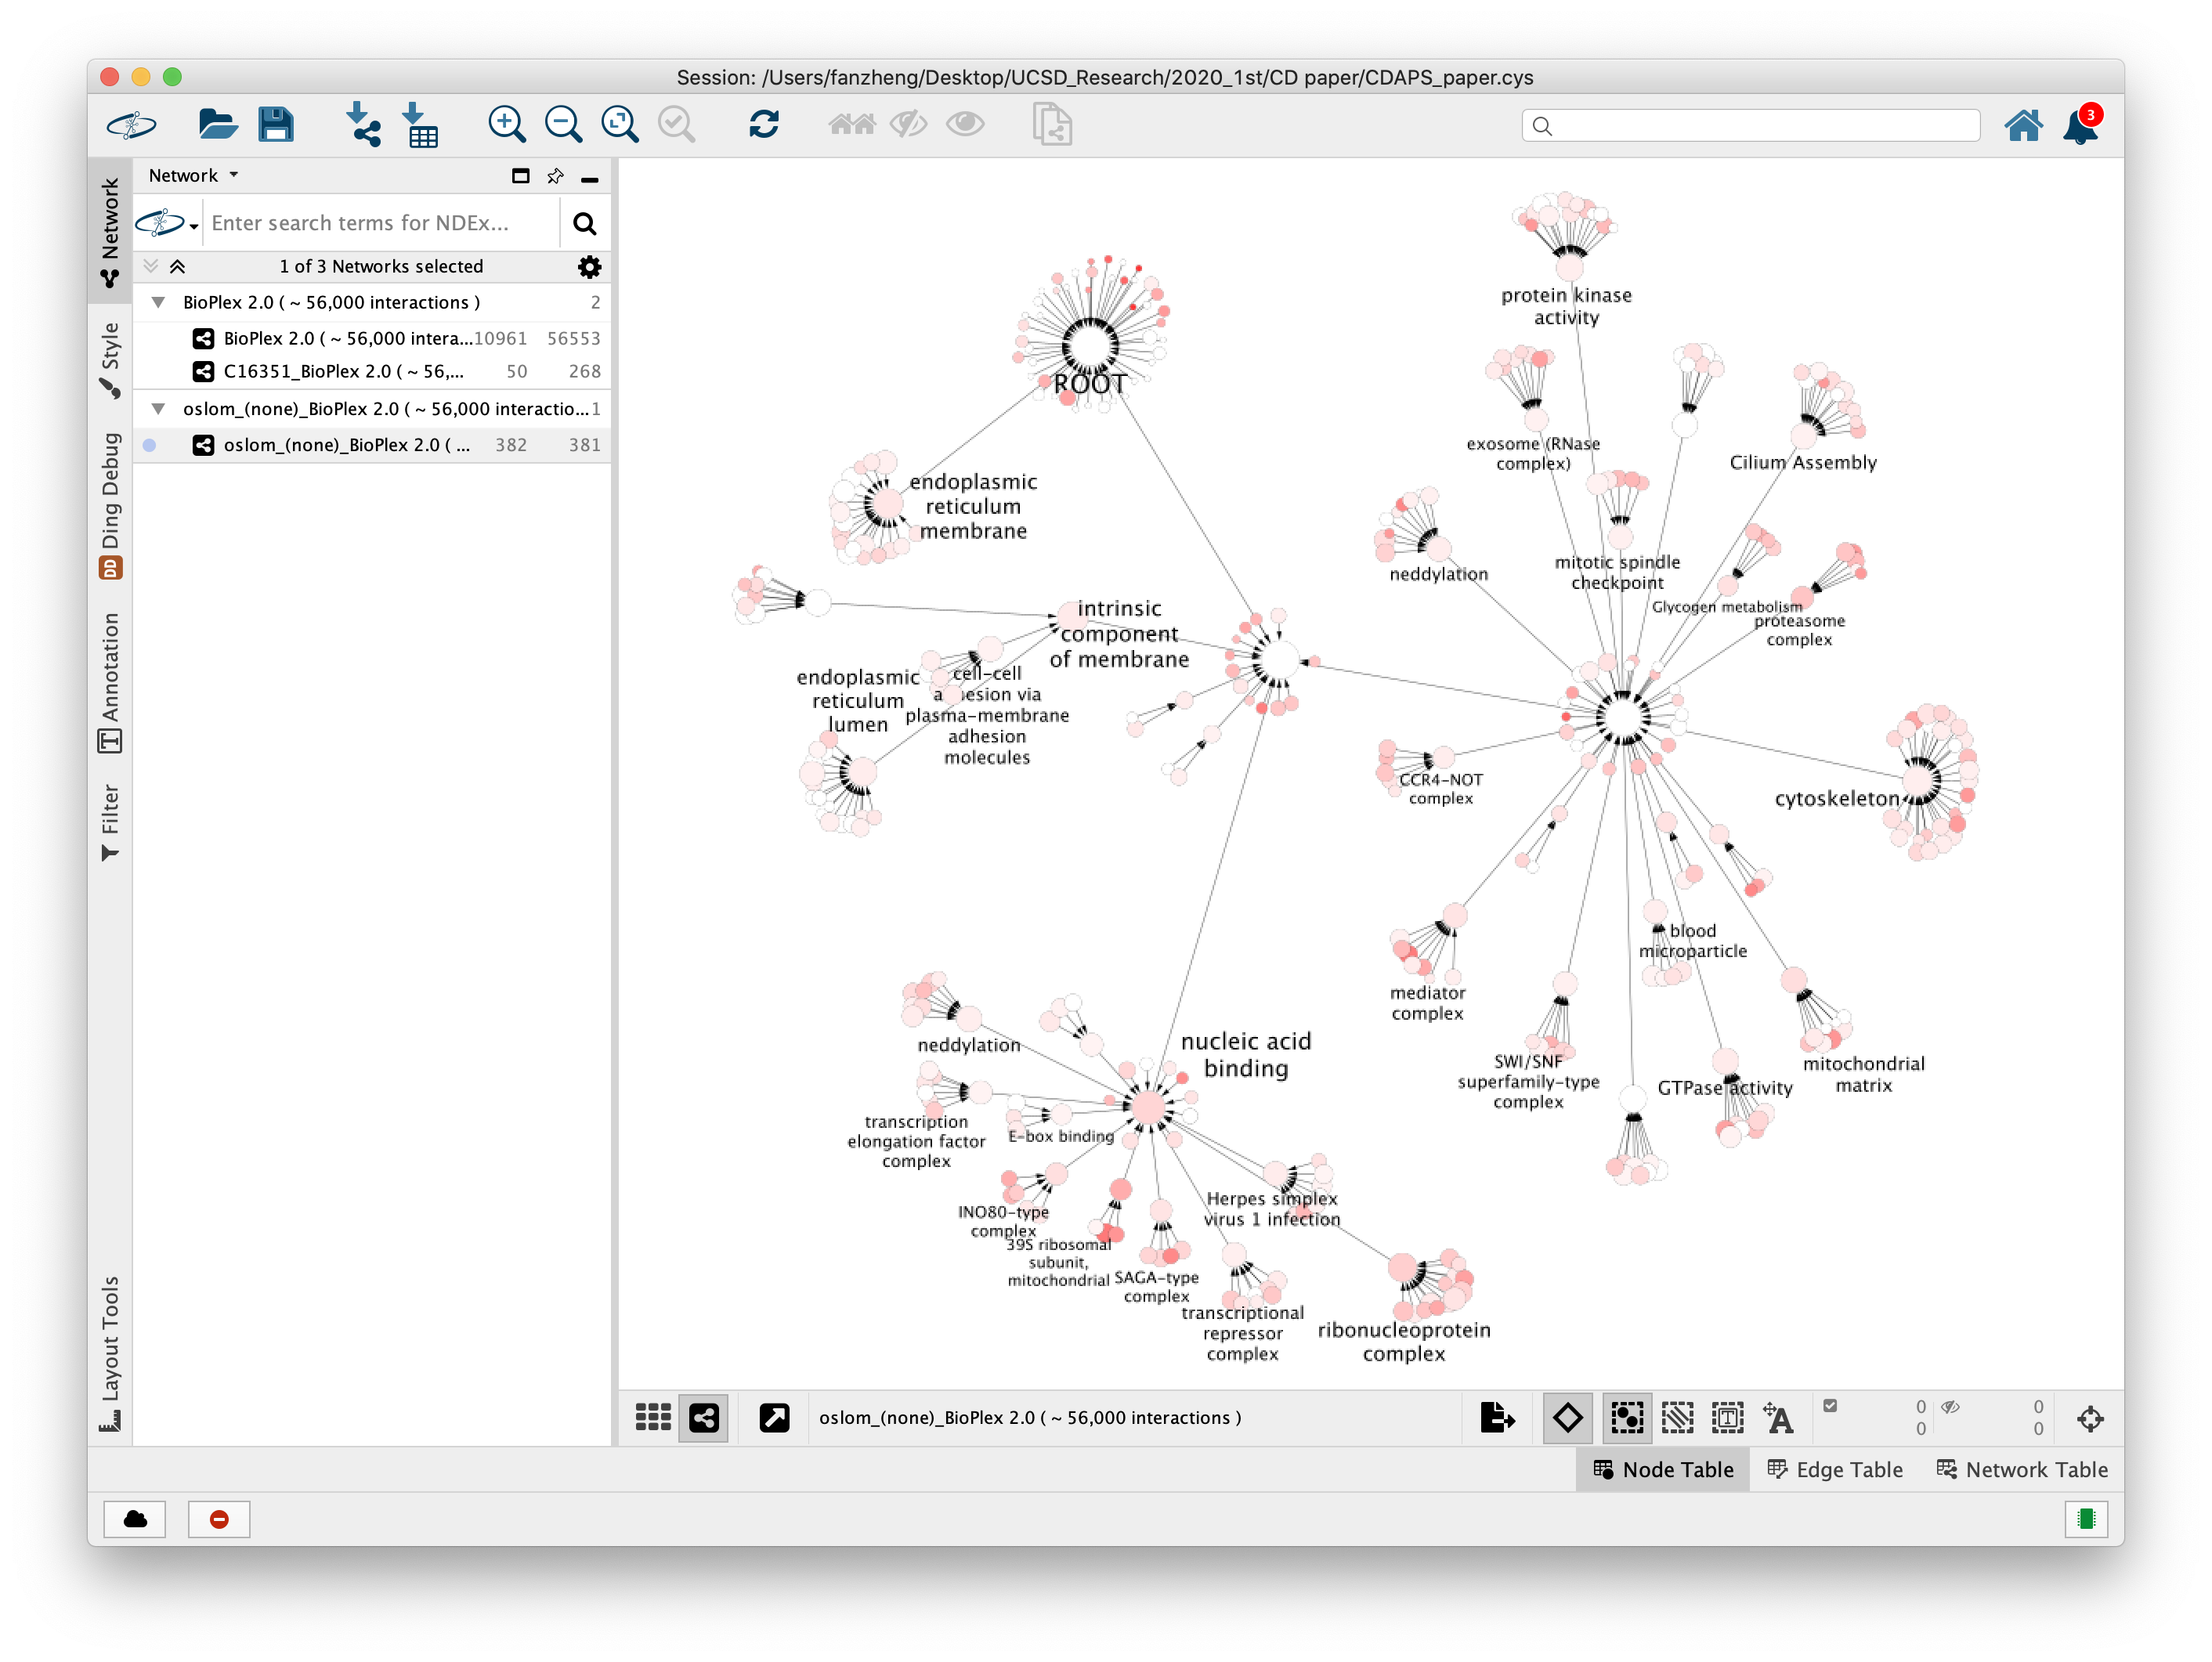 Session: /Users/fanzheng/Desktop/UCSD_Research/2020_1st/CD paper/CDAPS_paper.cys
3
Network
Style
Ding Debug
DD
Annotation
T
Filter
Layout Tools
Network
Enter search terms for NDEx...
1 of 3 Networks selected
BioPlex 2.0 ( ~ 56,000 interactions ) 2
BioPlex 2.0 ( ~ 56,000 intera... 10961 56553
C16351_BioPlex 2.0 ( ~ 56,... 50 268
oslom_(none)_BioPlex 2.0 ( ~ 56,000 interactio... 1
oslom_(none)_BioPlex 2.0 ( ... 382 381
protein kinase
activity
ROOT
exosome (RNase
complex)
Cilium Assembly
endoplasmic
reticulum
membrane
neddylation
mitotic spindle
checkpoint
Glycogen metabolism
proteasome
complex
intrinsic
component
of membrane
endoplasmic
reticulum
lumen
cell-cell
adhesion via
plasma-membrane
adhesion
molecules
CCR4-NOT
complex
cytoskeleton
blood
microparticle
mediator
complex
SWI/SNF
superfamily-type
complex
GTPase activity
mitochondrial
matrix
neddylation
nucleic acid
binding
transcription
elongation factor
complex
E-box binding
INO80-type
complex
39S ribosomal
subunit,
mitochondrial
SAGA-type
complex
Herpes simplex
virus 1 infection
transcriptional
repressor
complex
ribonucleoprotein
complex
oslom_(none)_BioPlex 2.0 ( ~ 56,000 interactions )
T
A
0 0
0 0
Node Table
Edge Table
Network Table